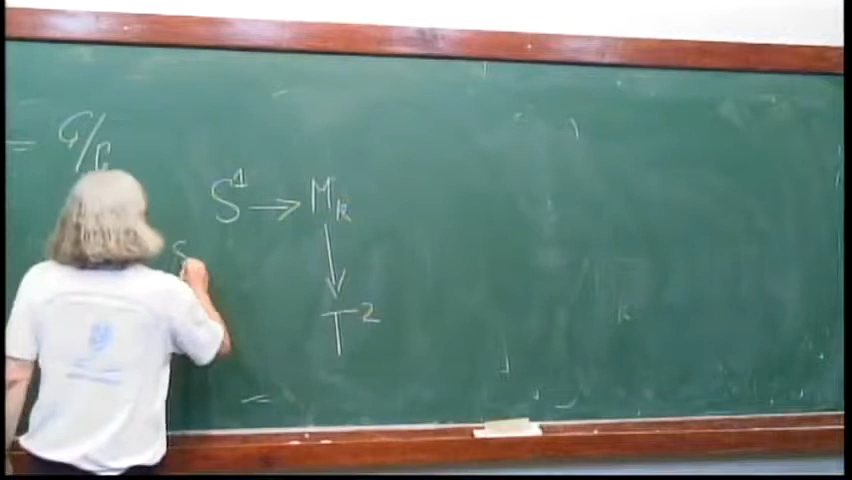 = G/Γ
S¹ → M_k
↓
T²